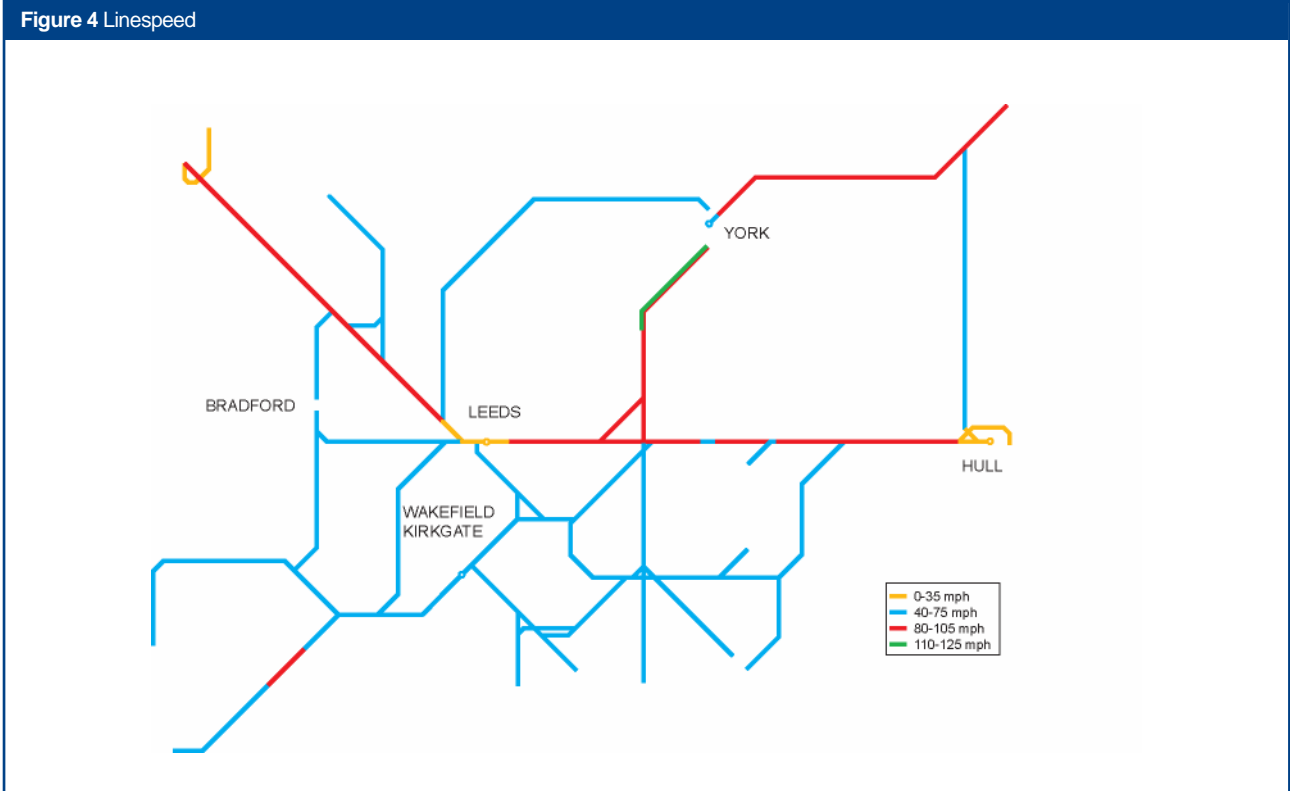 Figure 4 Linespeed
YORK
BRADFORD
LEEDS
HULL
WAKEFIELD
KIRKGATE
0-35 mph
40-75 mph
80-105 mph
110-125 mph